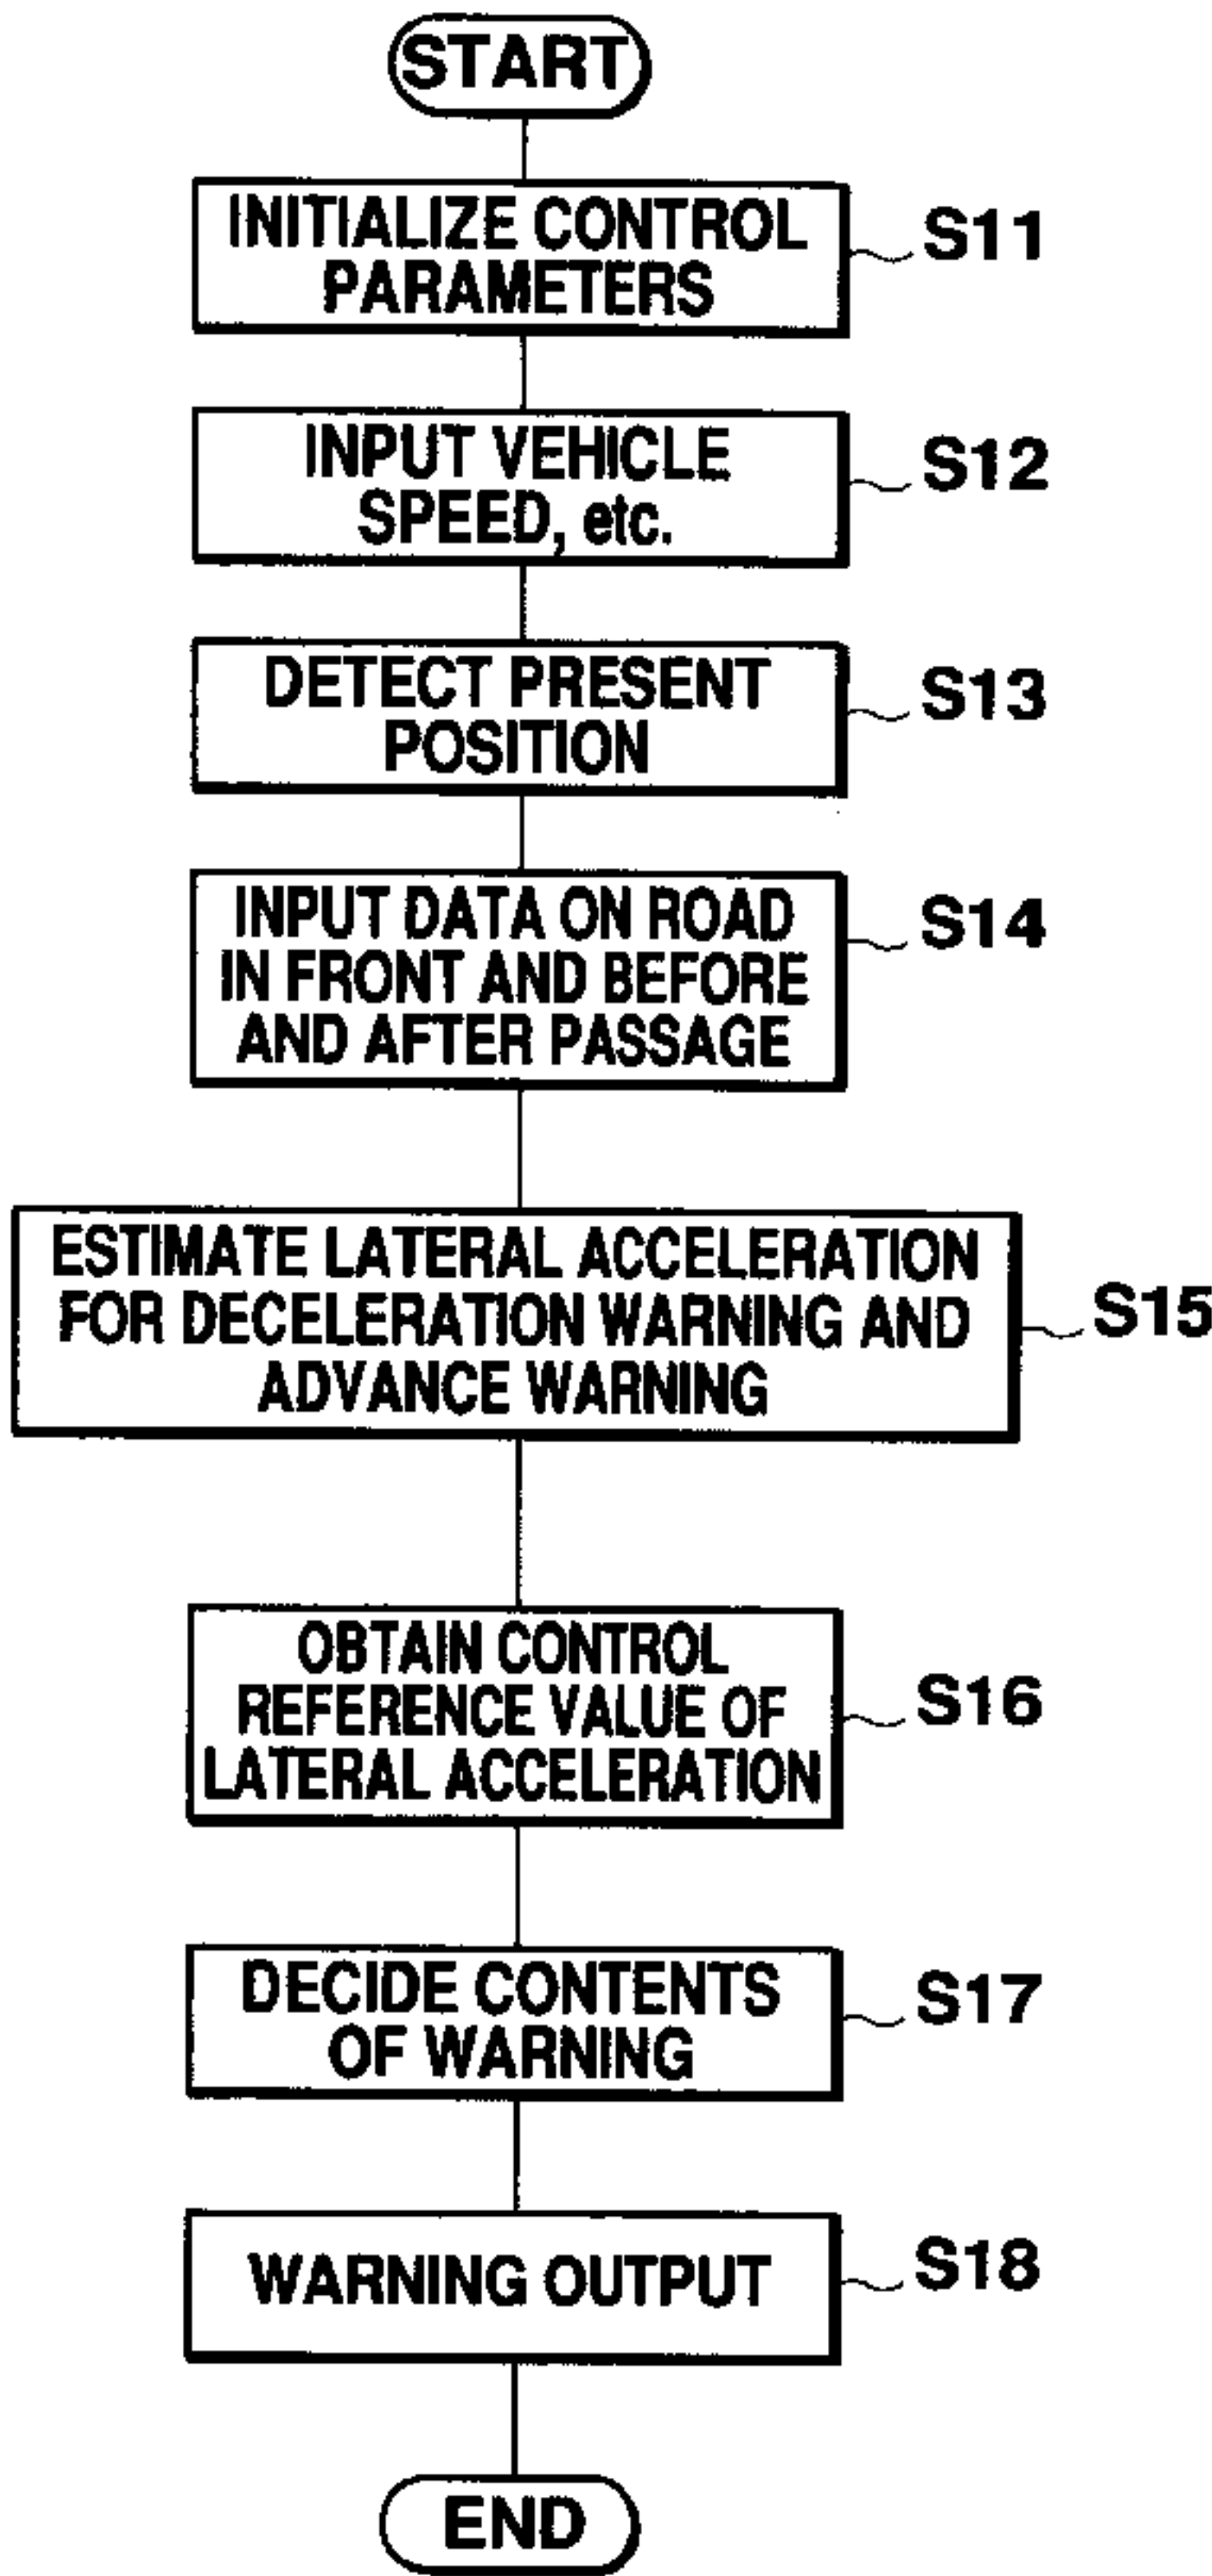 START
INITIALIZE CONTROL
PARAMETERS
S11
INPUT VEHICLE
SPEED, etc.
S12
DETECT PRESENT
POSITION
S13
INPUT DATA ON ROAD
IN FRONT AND BEFORE
AND AFTER PASSAGE
S14
ESTIMATE LATERAL ACCELERATION
FOR DECELERATION WARNING AND
ADVANCE WARNING
S15
OBTAIN CONTROL
REFERENCE VALUE OF
LATERAL ACCELERATION
S16
DECIDE CONTENTS
OF WARNING
S17
WARNING OUTPUT
S18
END